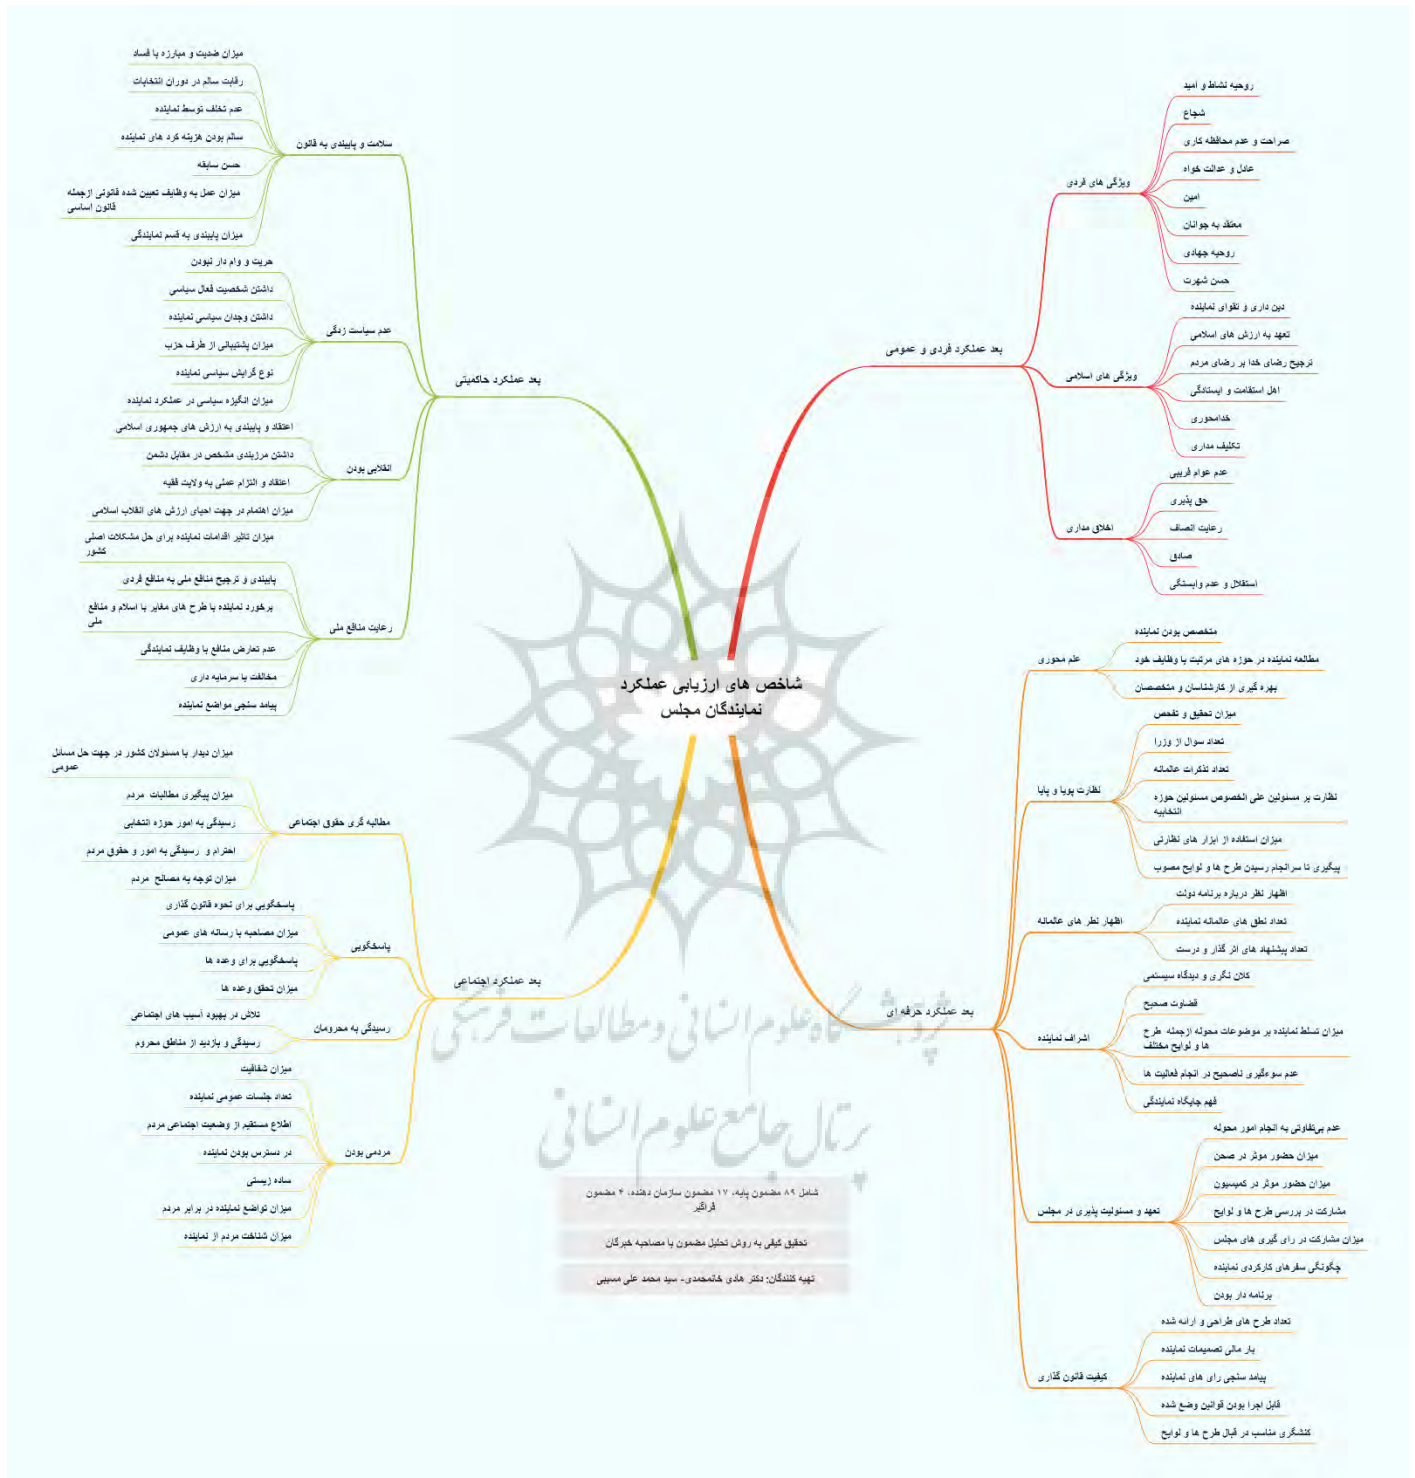 شاخص های ارزیابی عملکرد
نمایندگان مجلس
بعد عملکرد فردی و عمومی
ویژگی های فردی
روحیه نشاط و امید
شجاع
صراحت و عدم محافظه کاری
عادل و عدالت خواه
امین
معتقد به جوانان
روحیه جهادی
حسن شهرت
ویژگی های اسلامی
دین داری و تقوای نماینده
تعهد به ارزش های اسلامی
ترجیح رضای خدا بر رضای مردم
اهل استقامت و ایستادگی
خدامحوری
تکلیف مداری
اخلاق مداری
عدم عوام فریبی
حق پذیری
رعایت انصاف
صادق
استقلال و عدم وابستگی
بعد عملکرد حرفه ای
علم محوری
متخصص بودن نماینده
مطالعه نماینده در حوزه های مرتبت با وظایف خود
بهره گیری از کارشناسان و متخصصان
نظارت پویا و پایا
میزان تحقیق و تفحص
تعداد سوال از وزرا
تعداد تذکرات عالمانه
نظارت بر مسئولین علی الخصوص مسئولین حوزه
انتخابیه
میزان استفاده از ابزار های نظارتی
پیگیری تا سرانجام رسیدن طرح ها و لوایح مصوب
اظهار نظر های عالمانه
اظهار نظر درباره برنامه دولت
تعداد نطق های عالمانه نماینده
تعداد پیشنهاد های اثر گذار و درست
اشراف نماینده
کلان نگری و دیدگاه سیستمی
قضاوت صحیح
میزان تسلط نماینده بر موضوعات محوله ازجمله طرح
ها و لوایح مختلف
عدم سوءگیری ناصحیح در انجام فعالیت ها
فهم جایگاه نمایندگی
تعهد و مسئولیت پذیری در مجلس
عدم بی‌تفاوتی به انجام امور محوله
میزان حضور موثر در صحن
میزان حضور موثر در کمیسیون
مشارکت در بررسی طرح ها و لوایح
میزان مشارکت در رای گیری های مجلس
چگونگی سفرهای کارکردی نماینده
برنامه دار بودن
کیفیت قانون گذاری
تعداد طرح های طراحی و ارائه شده
بار مالی تصمیمات نماینده
پیامد سنجی رای های نماینده
قابل اجرا بودن قوانین وضع شده
کنشگری مناسب در قبال طرح ها و لوایح
بعد عملکرد حاکمیتی
سلامت و پایبندی به قانون
میزان ضدیت و مبارزه با فساد
رقابت سالم در دوران انتخابات
عدم تخلف توسط نماینده
سالم بودن هزینه کرد های نماینده
حسن سابقه
میزان عمل به وظایف تعیین شده قانونی ازجمله
قانون اساسی
میزان پایبندی به قسم نمایندگی
عدم سیاست زدگی
حریت و وام دار نبودن
داشتن شخصیت فعال سیاسی
داشتن وجدان سیاسی نماینده
میزان پشتیبانی از طرف حزب
نوع گرایش سیاسی نماینده
میزان انگیزه سیاسی در عملکرد نماینده
انقلابی بودن
اعتقاد و پایبندی به ارزش های جمهوری اسلامی
داشتن مرزبندی مشخص در مقابل دشمن
اعتقاد و التزام عملی به ولایت فقیه
میزان اهتمام در جهت احیای ارزش های انقلاب اسلامی
رعایت منافع ملی
میزان تاثیر اقدامات نماینده برای حل مشکلات اصلی
کشور
پایبندی و ترجیح منافع ملی به منافع فردی
برخورد نماینده با طرح های مغایر با اسلام و منافع
ملی
عدم تعارض منافع با وظایف نمایندگی
مخالفت با سرمایه داری
پیامد سنجی مواضع نماینده
بعد عملکرد اجتماعی
مطالبه گری حقوق اجتماعی
میزان دیدار با مسئولان کشور در جهت حل مسائل
عمومی
میزان پیگیری مطالبات مردم
رسیدگی به امور حوزه انتخابی
احترام و رسیدگی به امور و حقوق مردم
میزان توجه به مصالح مردم
پاسخگویی
پاسخگویی برای نحوه قانون گذاری
میزان مصاحبه با رسانه های عمومی
پاسخگویی برای وعده ها
میزان تحقق وعده ها
رسیدگی به محرومان
تلاش در بهبود آسیب های اجتماعی
رسیدگی و بازدید از مناطق محروم
مردمی بودن
میزان شفافیت
تعداد جلسات عمومی نماینده
اطلاع مستقیم از وضعیت اجتماعی مردم
در دسترس بودن نماینده
ساده زیستی
میزان تواضع نماینده در برابر مردم
میزان شناخت مردم از نماینده
پژوهشگاه علوم انسانی و مطالعات فرهنگی
پرتال جامع علوم انسانی
شامل ۸۹ مضمون پایه، ۱۷ مضمون سازمان دهنده، ۴ مضمون
فراگیر
تحقیق کیفی به روش تحلیل مضمون با مصاحبه خبرگان
تهیه کنندگان: دکتر هادی خانمحمدی- سید محمد علی مسیبی